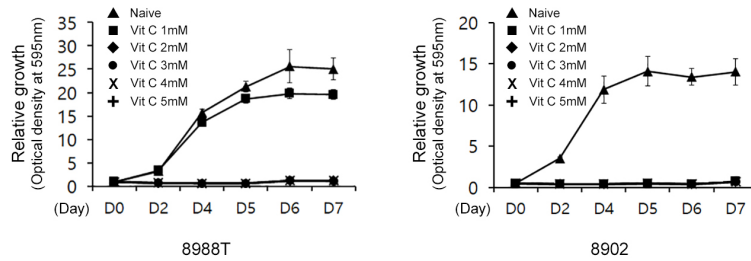 Naive
Vit C 1mM
Vit C 2mM
Vit C 3mM
Vit C 4mM
Vit C 5mM
Relative growth
(Optical density at 595nm)
35
30
25
20
15
10
5
0
(Day) D0 D2 D4 D5 D6 D7
8988T
Naive
Vit C 1mM
Vit C 2mM
Vit C 3mM
Vit C 4mM
Vit C 5mM
Relative growth
(Optical density at 595nm)
20
15
10
5
0
(Day) D0 D2 D4 D5 D6 D7
8902